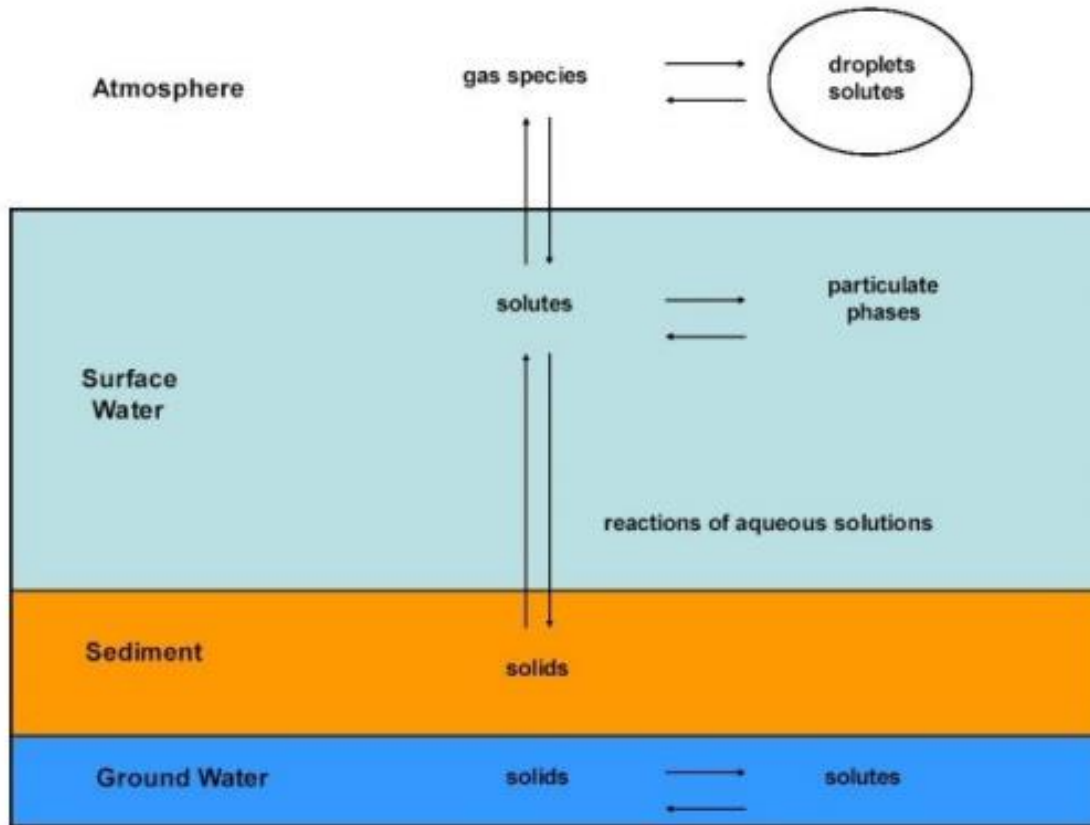 Atmosphere
gas species
droplets
solutes
solutes
particulate
phases
Surface
Water
reactions of aqueous solutions
Sediment
solids
Ground Water
solids
solutes